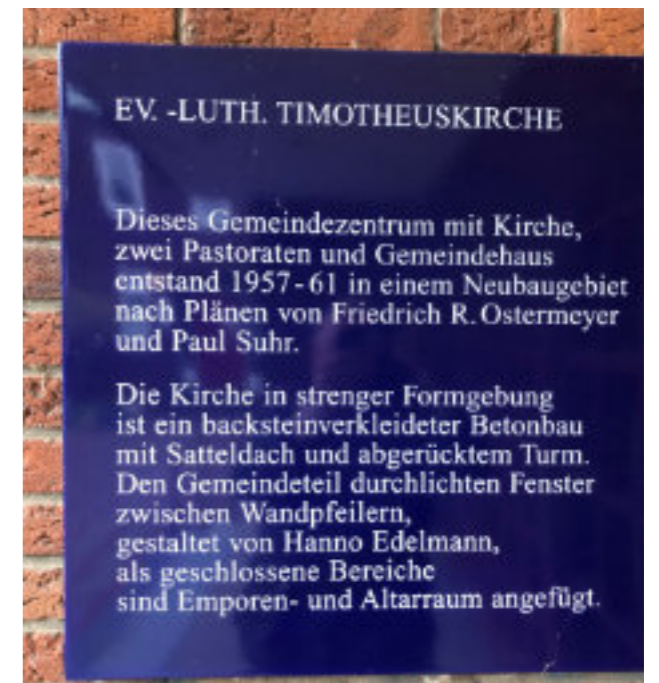 EV. -LUTH. TIMOTHEUSKIRCHE
Dieses Gemeindezentrum mit Kirche,
zwei Pastoraten und Gemeindehaus
entstand 1957-61 in einem Neubaugebiet
nach Plänen von Friedrich R. Ostermeyer
und Paul Suhr.
Die Kirche in strenger Formgebung
ist ein backsteinverkleideter Betonbau
mit Satteldach und abgerücktem Turm.
Den Gemeindeteil durchlichten Fenster
zwischen Wandpfeilern,
gestaltet von Hanno Edelmann,
als geschlossene Bereiche
sind Emporen- und Altarraum angefügt.